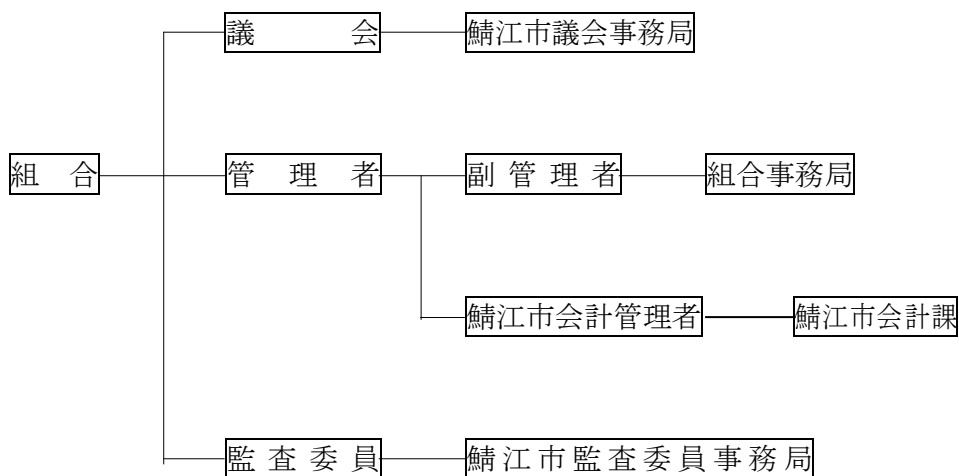 議会 鯖江市議会事務局
組合 管理者 副管理者 組合事務局
鯖江市会計管理者 鯖江市会計課
監査委員 鯖江市監査委員事務局